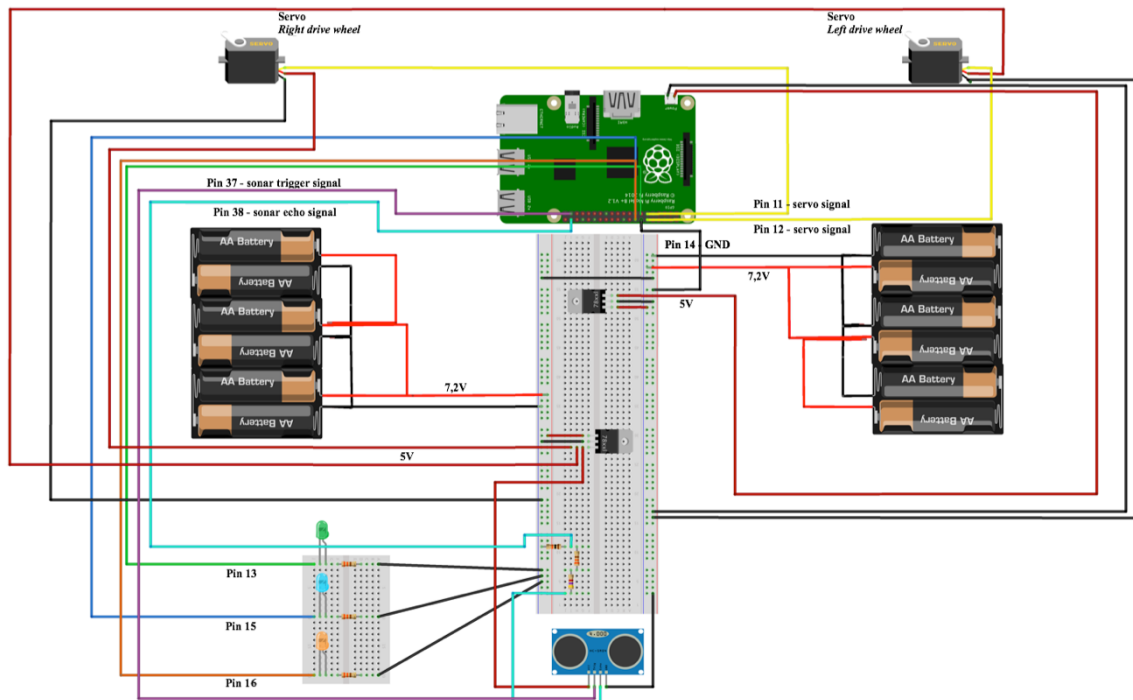 Servo
Right drive wheel
Servo
Left drive wheel
Pin 37 - sonar trigger signal
Pin 38 - sonar echo signal
Pin 11 - servo signal
Pin 12 - servo signal
Pin 14 - GND
7,2V
5V
AA Battery
AA Battery
AA Battery
AA Battery
AA Battery
AA Battery
AA Battery
AA Battery
AA Battery
AA Battery
AA Battery
AA Battery
7,2V
5V
Pin 13
Pin 15
Pin 16